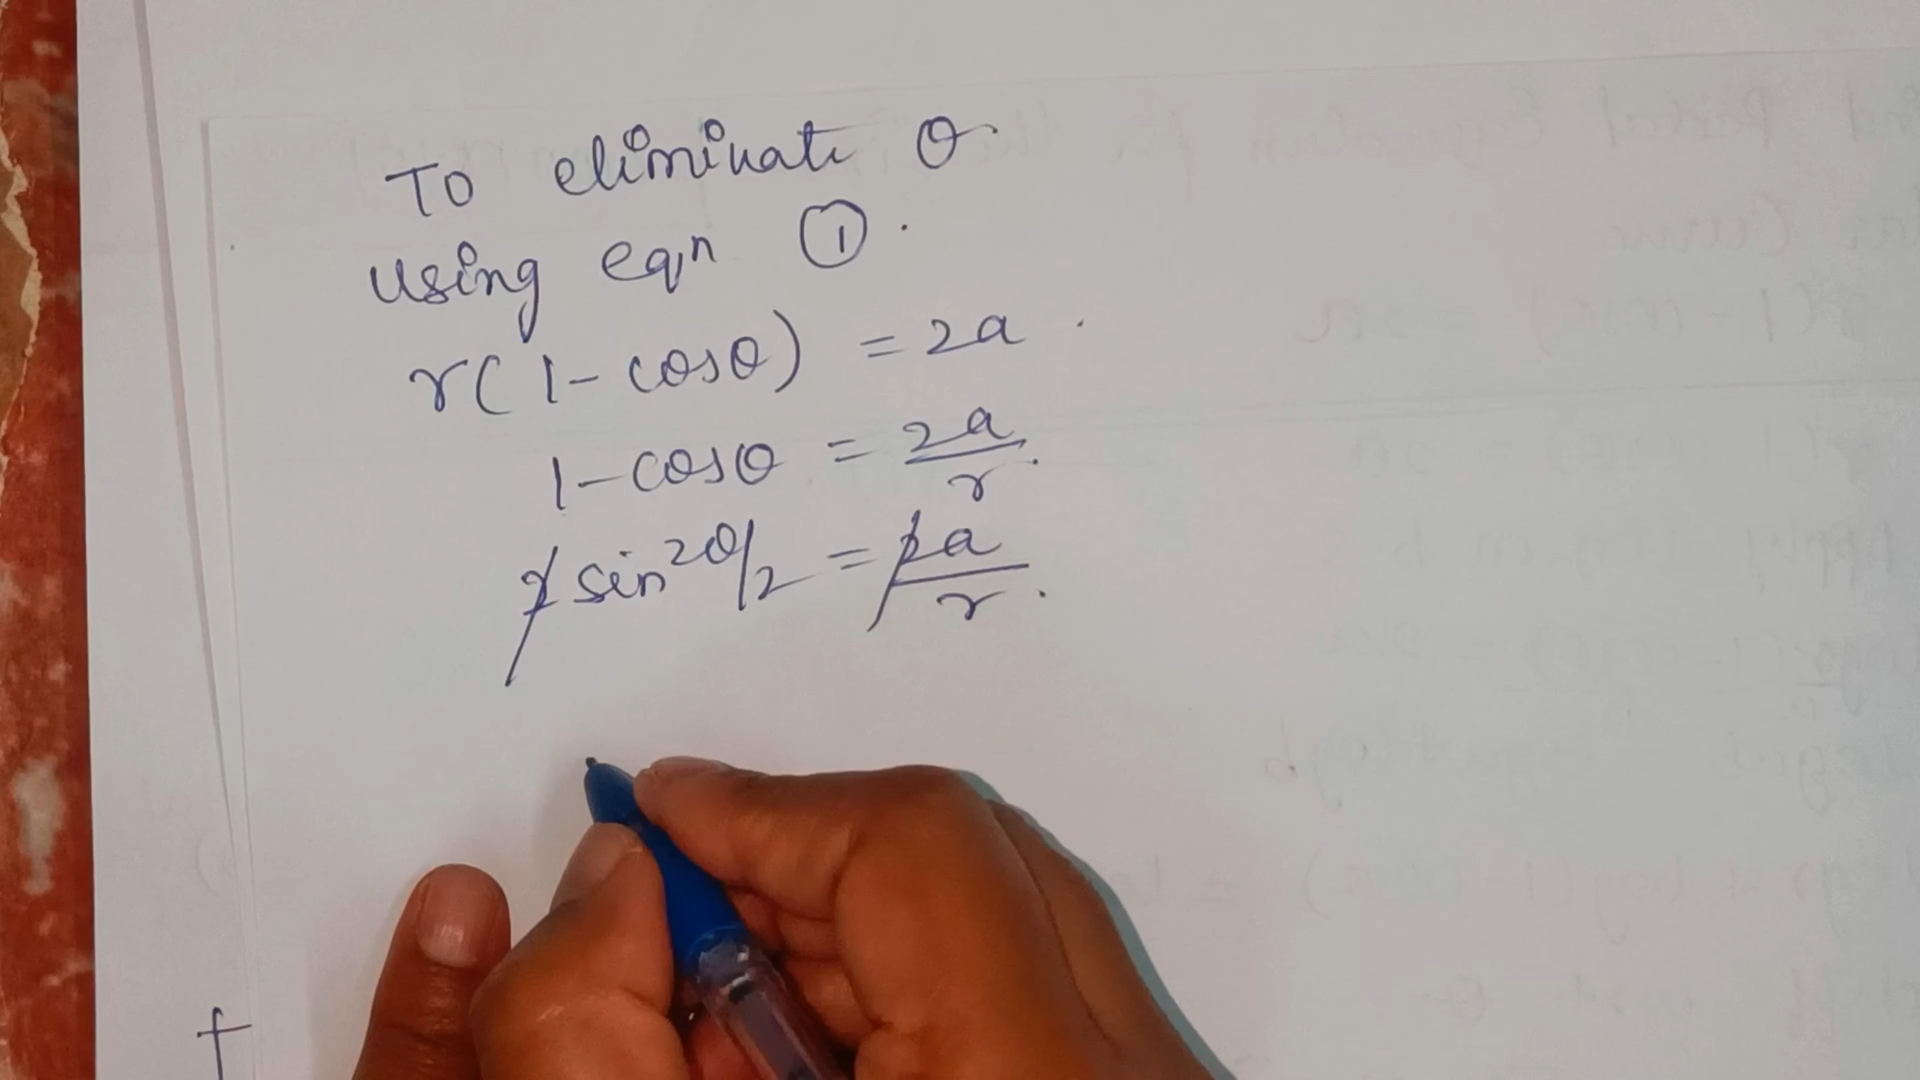 To eliminate θ
using eqn ①.
r(1-cosθ) = 2a.
1-cosθ = 2a/r.
2 sin²θ/2 = 2a/r.